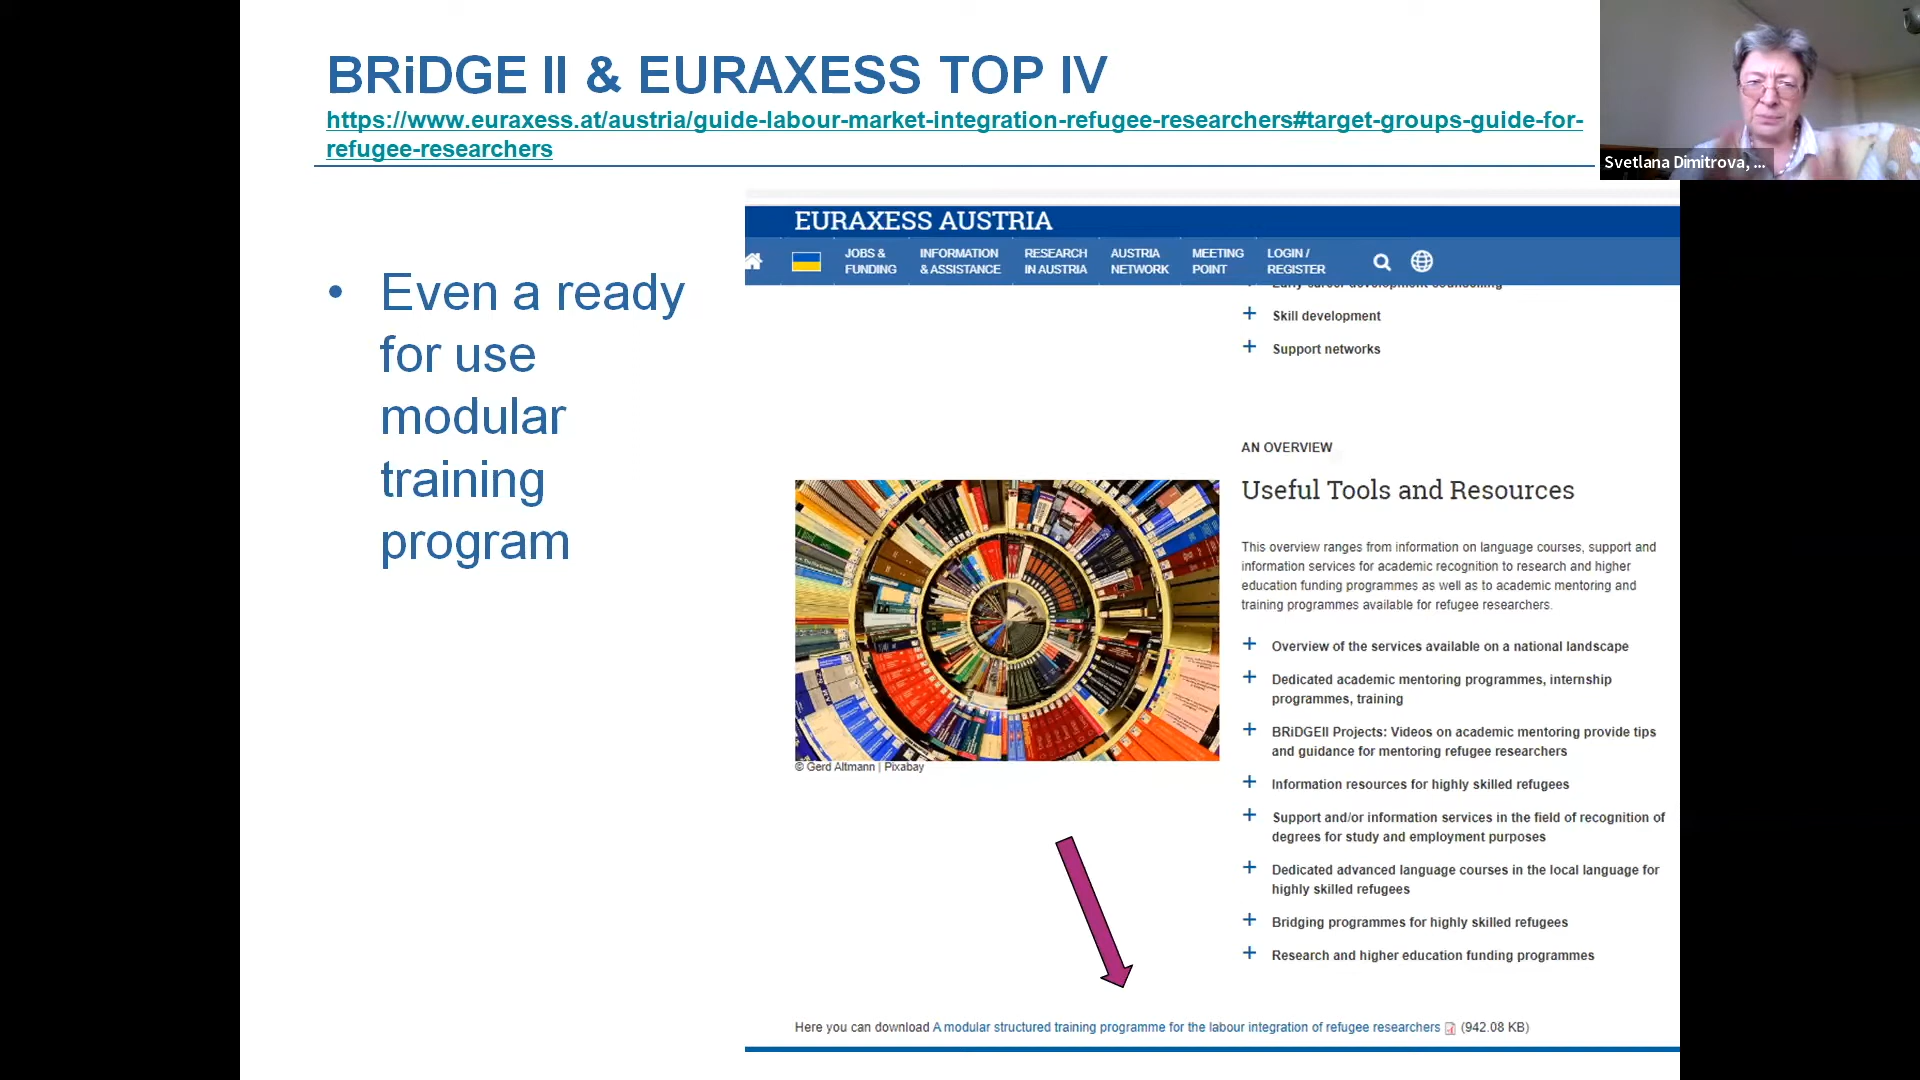 BRiDGE II & EURAXESS TOP IV
https://www.euraxess.at/austria/guide-labour-market-integration-refugee-researchers#target-groups-guide-for-
refugee-researchers
Svetlana Dimitrova, ...
• Even a ready
for use
modular
training
program
EURAXESS AUSTRIA
JOBS &
FUNDING
INFORMATION
& ASSISTANCE
RESEARCH
IN AUSTRIA
AUSTRIA
NETWORK
MEETING
POINT
LOGIN /
REGISTER
Early career development counselling
+ Skill development
+ Support networks
AN OVERVIEW
Useful Tools and Resources
This overview ranges from information on language courses, support and
information services for academic recognition to research and higher
education funding programmes as well as to academic mentoring and
training programmes available for refugee researchers.
+ Overview of the services available on a national landscape
+ Dedicated academic mentoring programmes, internship
programmes, training
+ BRiDGEII Projects: Videos on academic mentoring provide tips
and guidance for mentoring refugee researchers
+ Information resources for highly skilled refugees
+ Support and/or information services in the field of recognition of
degrees for study and employment purposes
+ Dedicated advanced language courses in the local language for
highly skilled refugees
+ Bridging programmes for highly skilled refugees
+ Research and higher education funding programmes
© Gerd Altmann | Pixabay
Here you can download A modular structured training programme for the labour integration of refugee researchers (942.08 KB)